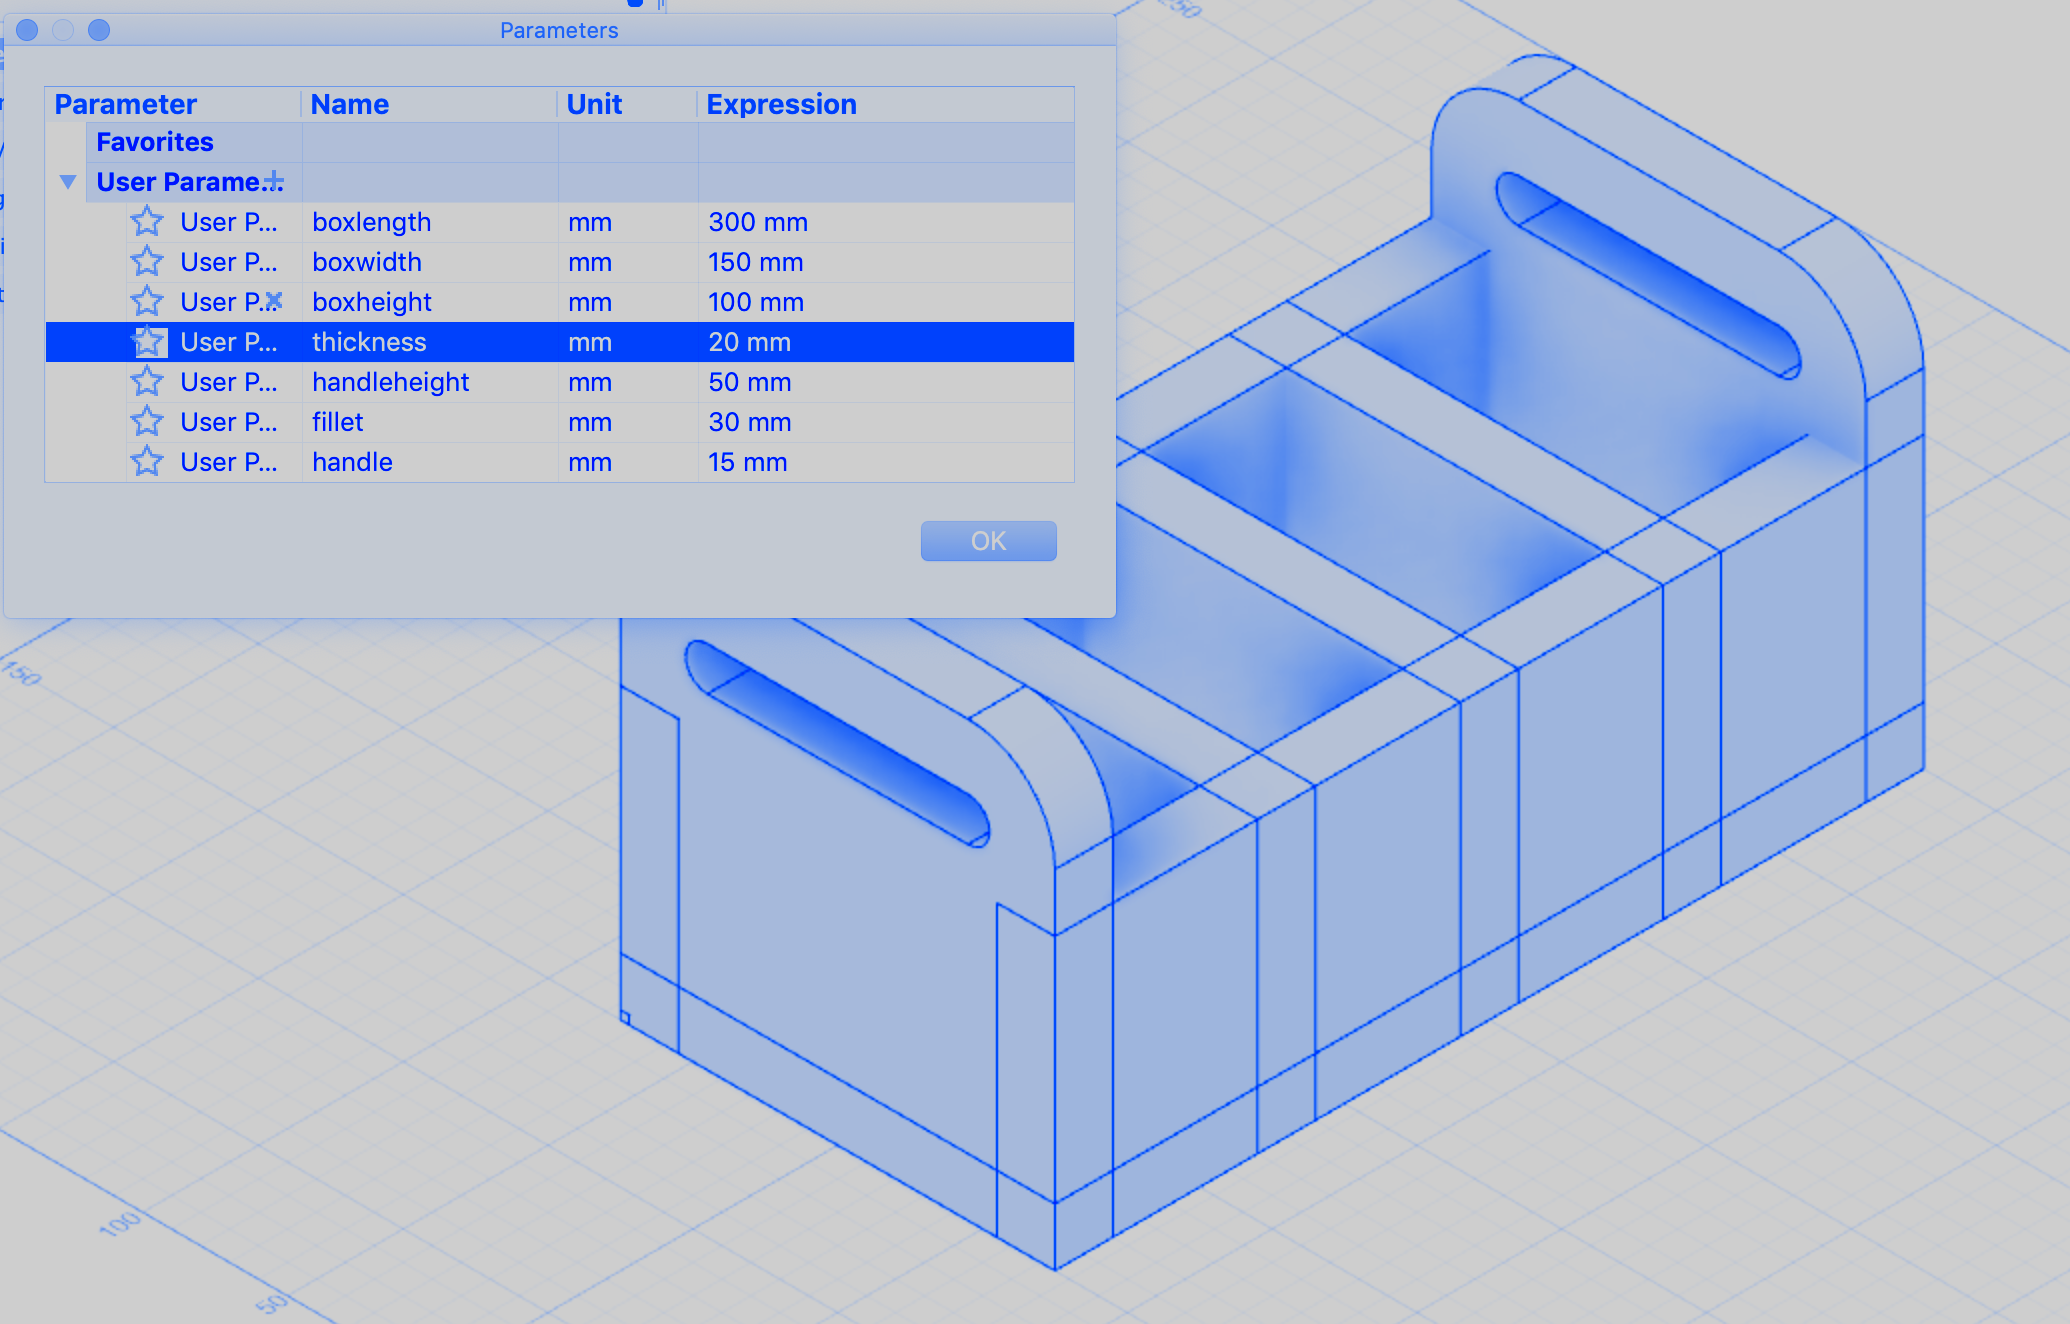 250
Parameters
Parameter Name Unit Expression
Favorites
User Parame...
User P... boxlength mm 300 mm
User P... boxwidth mm 150 mm
User P... boxheight mm 100 mm
User P... thickness mm 20 mm
User P... handleheight mm 50 mm
User P... fillet mm 30 mm
User P... handle mm 15 mm
OK
150
100
50